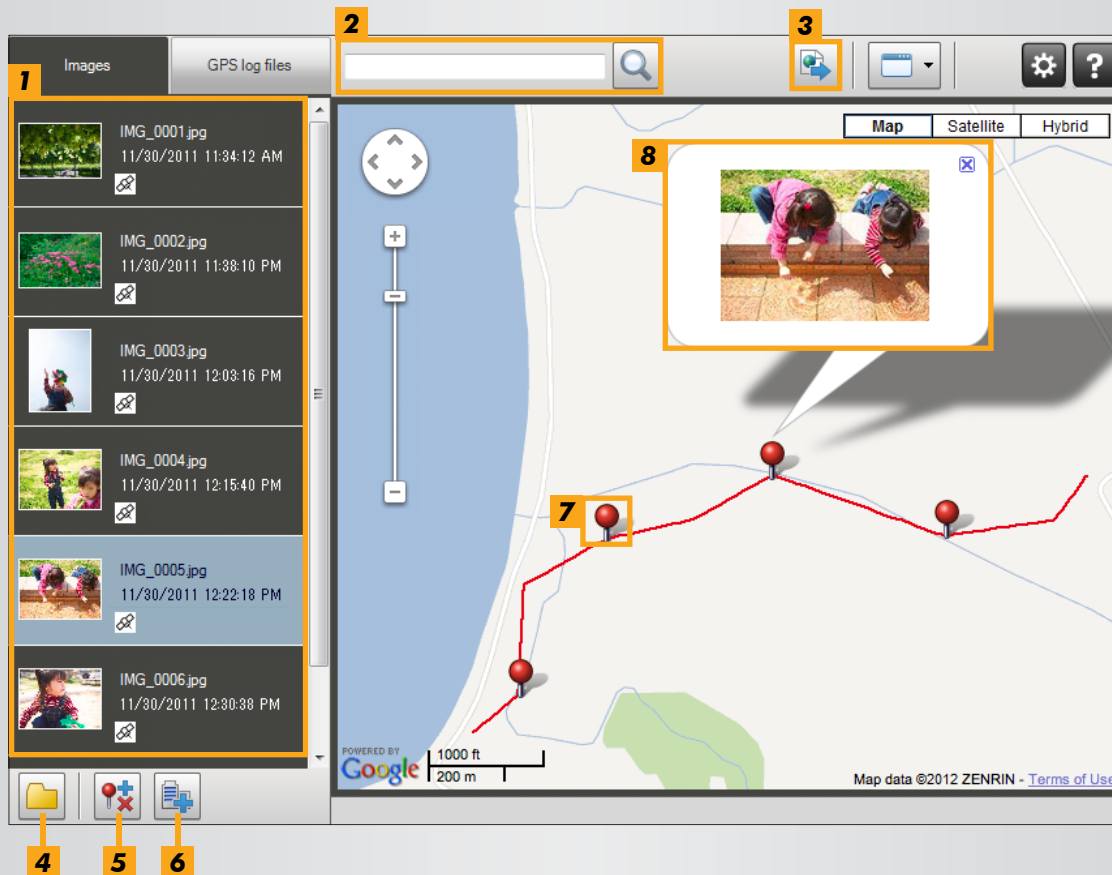 2
3
1
Images
GPS log files
?
IMG_0001.jpg
11/30/2011 11:34:12 AM
IMG_0002.jpg
11/30/2011 11:38:10 PM
IMG_0003.jpg
11/30/2011 12:03:16 PM
IMG_0004.jpg
11/30/2011 12:15:40 PM
IMG_0005.jpg
11/30/2011 12:22:18 PM
IMG_0006.jpg
11/30/2011 12:30:38 PM
Map
Satellite
Hybrid
8
7
POWERED BY
Google
1000 ft
200 m
Map data ©2012 ZENRIN - Terms of Use
4
5
6